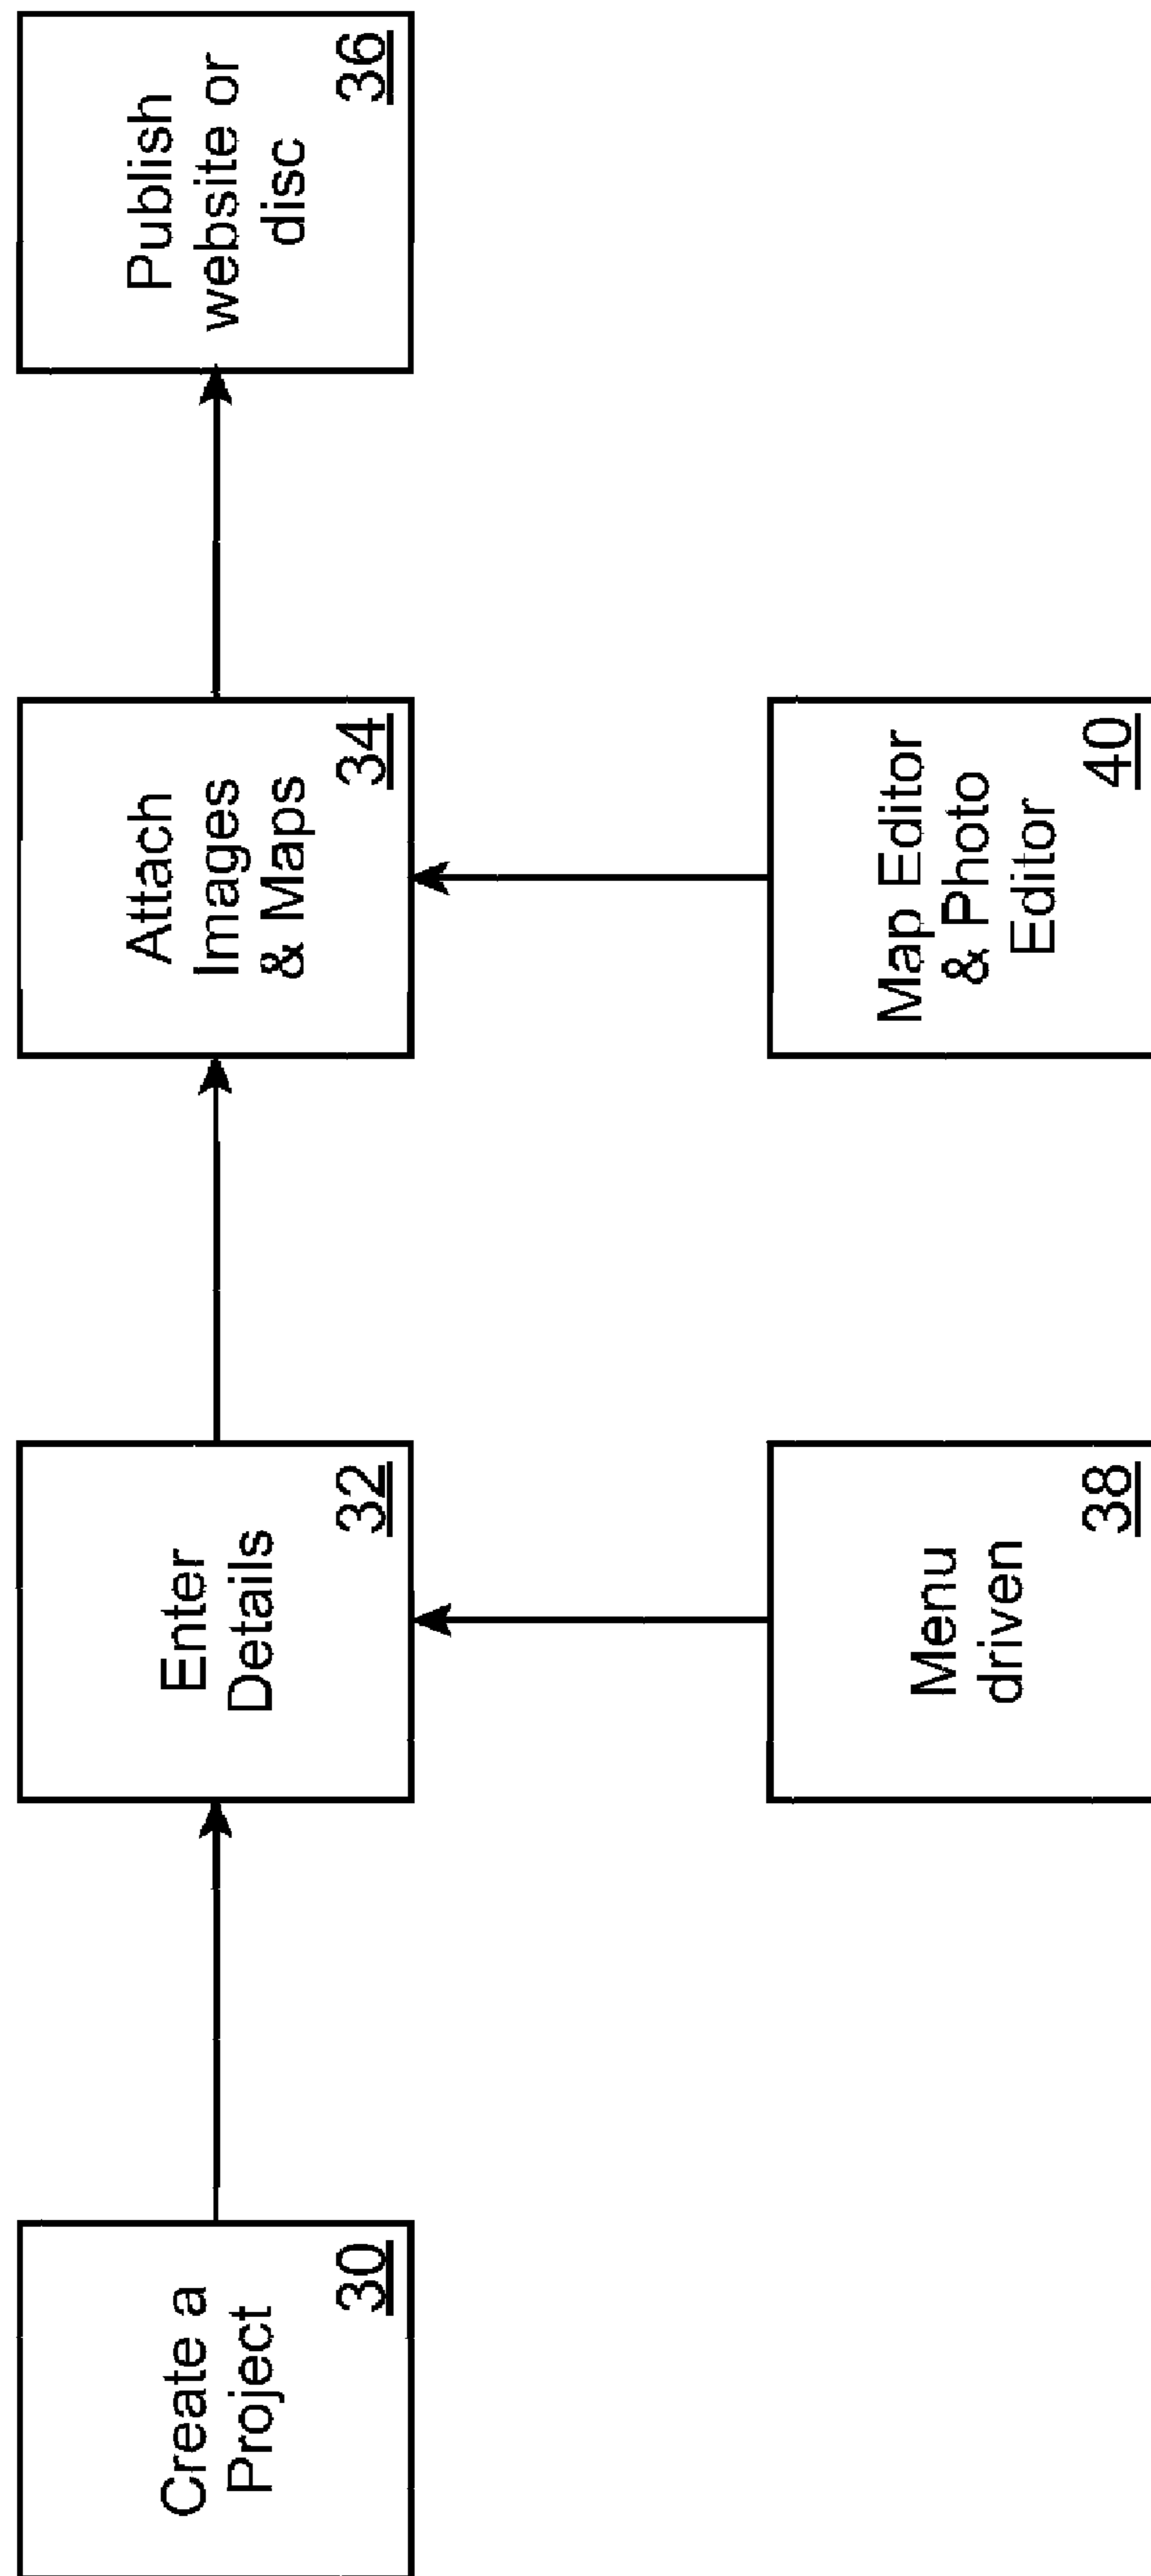 Create a
Project
30
Enter
Details
32
Attach
Images
& Maps
34
Publish
website or
disc
36
Menu
driven
38
Map Editor
& Photo
Editor
40